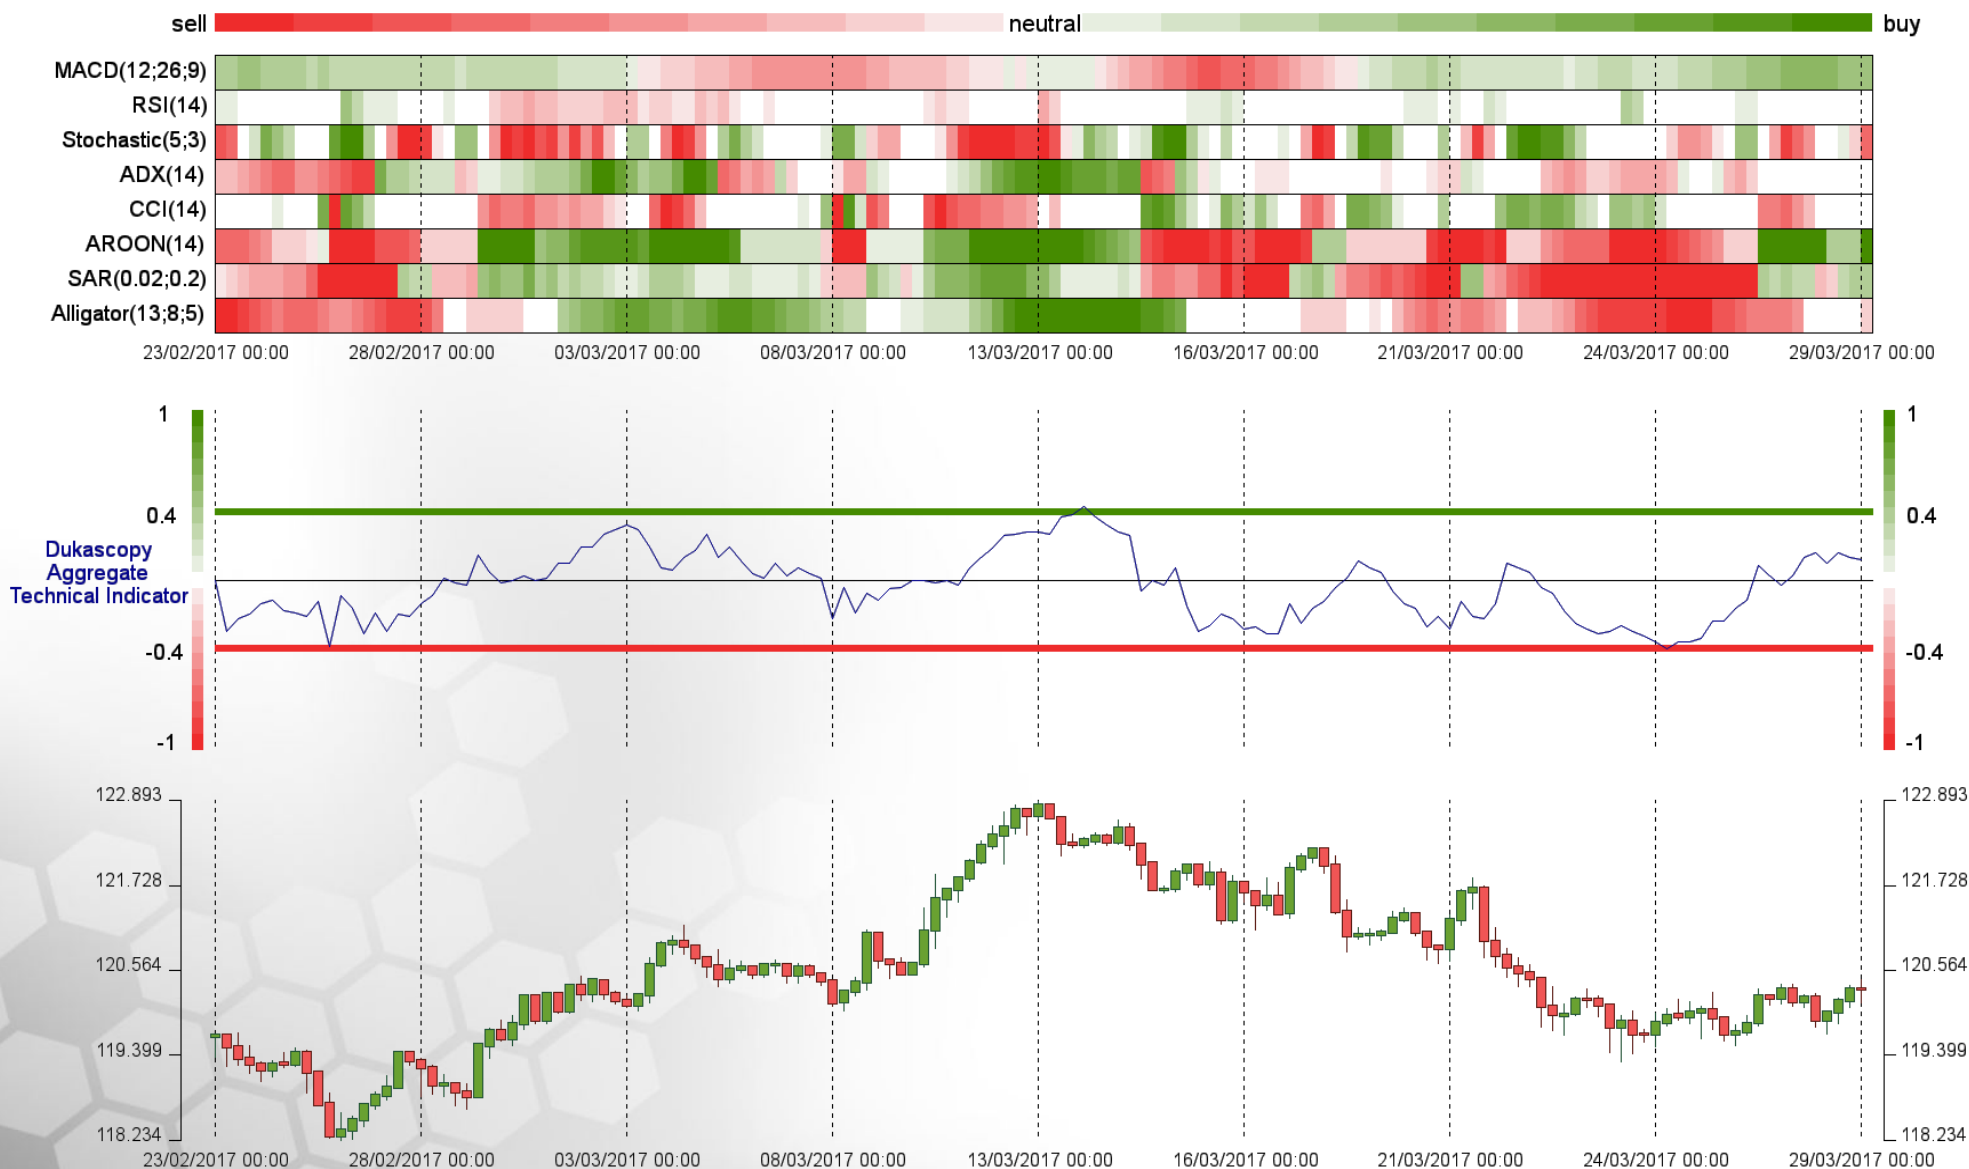 sell neutral buy
MACD(12;26;9)
RSI(14)
Stochastic(5;3)
ADX(14)
CCI(14)
AROON(14)
SAR(0.02;0.2)
Alligator(13;8;5)
23/02/2017 00:00 28/02/2017 00:00 03/03/2017 00:00 08/03/2017 00:00 13/03/2017 00:00 16/03/2017 00:00 21/03/2017 00:00 24/03/2017 00:00 29/03/2017 00:00
1 1
0.4 0.4
Dukascopy
Aggregate
Technical Indicator
-0.4 -0.4
-1 -1
122.893 122.893
121.728 121.728
120.564 120.564
119.399 119.399
118.234 118.234
23/02/2017 00:00 28/02/2017 00:00 03/03/2017 00:00 08/03/2017 00:00 13/03/2017 00:00 16/03/2017 00:00 21/03/2017 00:00 24/03/2017 00:00 29/03/2017 00:00